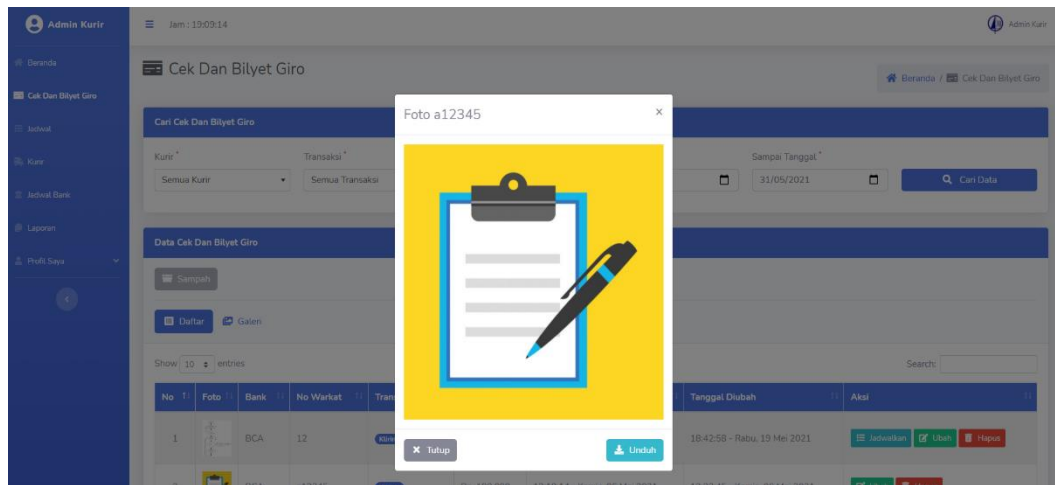 Admin Kurir
Jam : 19:09:14
Admin Kurir
Beranda
Cek Dan Bilyet Giro
Jadwal
Kurir
Jadwal Bank
Laporan
Profil Saya
Cek Dan Bilyet Giro
Beranda / Cek Dan Bilyet Giro
Cari Cek Dan Bilyet Giro
Kurir * Transaksi * Sampai Tanggal *
Semua Kurir Semua Transaksi 31/05/2021 Cari Data
Data Cek Dan Bilyet Giro
Sampah
Daftar Galeri
Show 10 entries Search:
No Foto Bank No Warkat Tanggal Diubah Aksi
1 BCA 12 18:42:58 - Rabu, 19 Mei 2021 Jadwalkan Ubah Hapus
Foto a12345 ×
Tutup Unduh